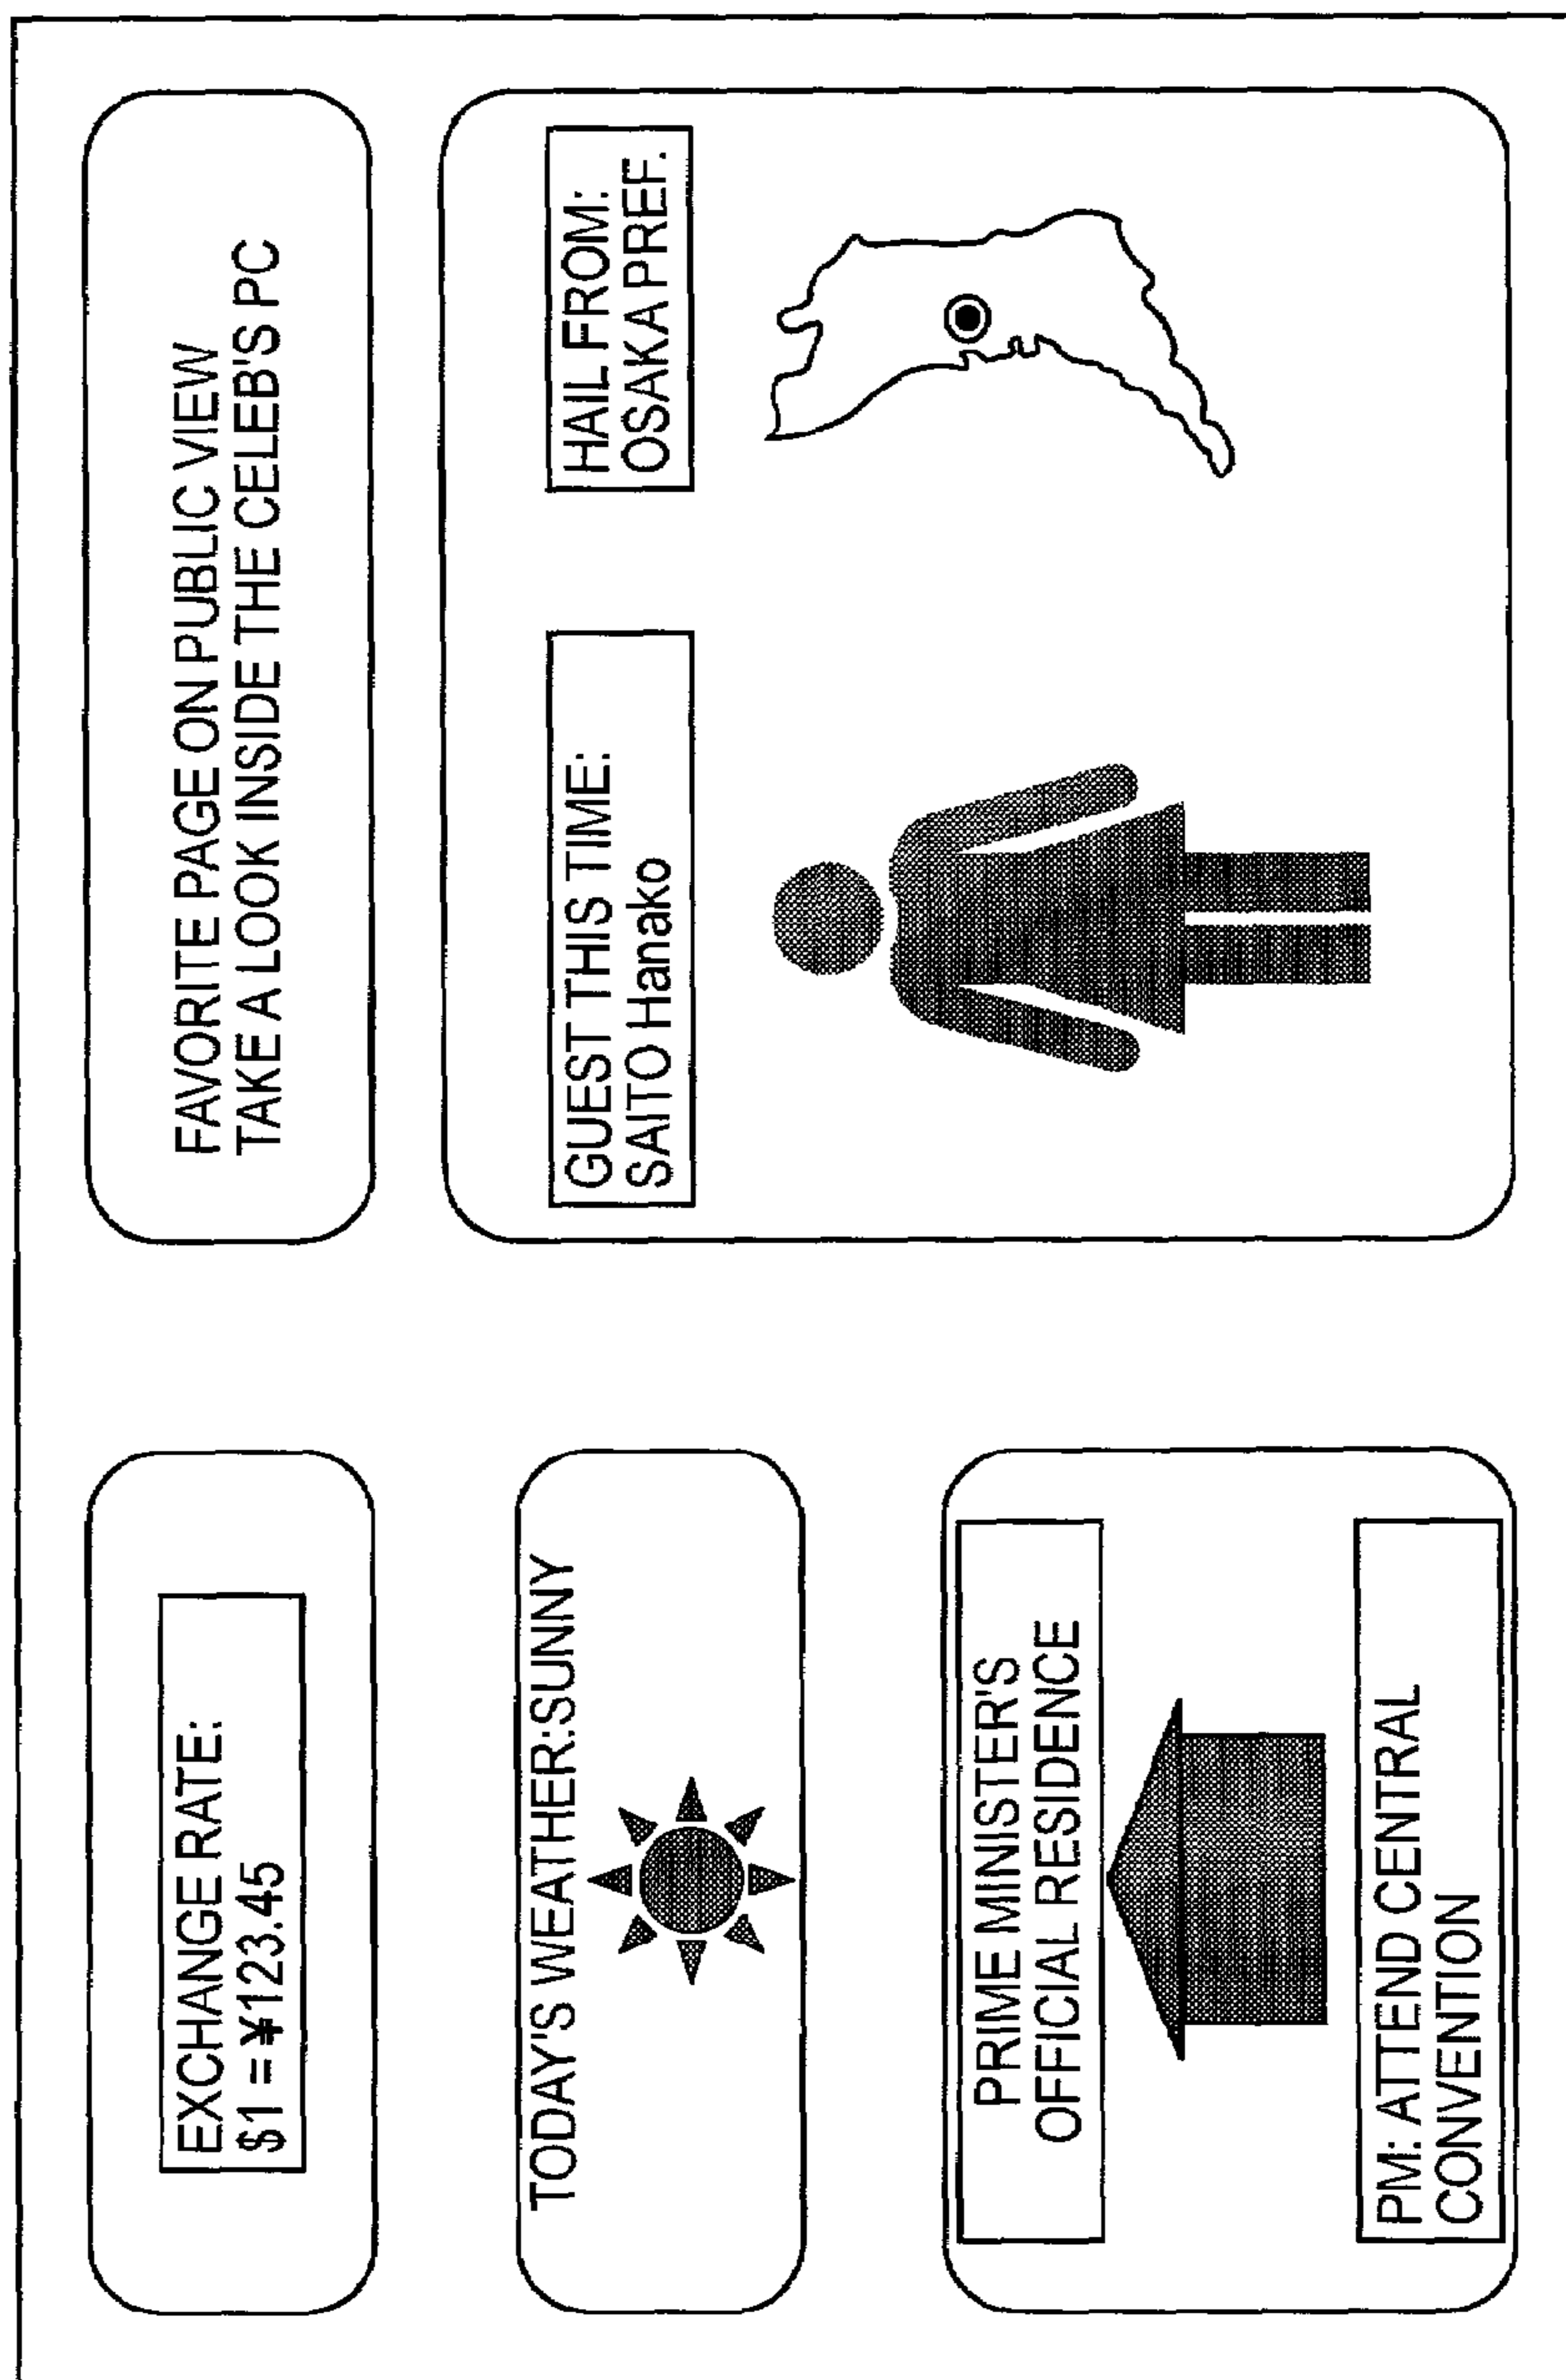 EXCHANGE RATE:
$1 = ¥123.45
TODAY'S WEATHER:SUNNY
PRIME MINISTER'S
OFFICIAL RESIDENCE
PM: ATTEND CENTRAL
CONVENTION
FAVORITE PAGE ON PUBLIC VIEW
TAKE A LOOK INSIDE THE CELEB'S PC
GUEST THIS TIME:
SAITO Hanako
HAIL FROM:
OSAKA PREF.